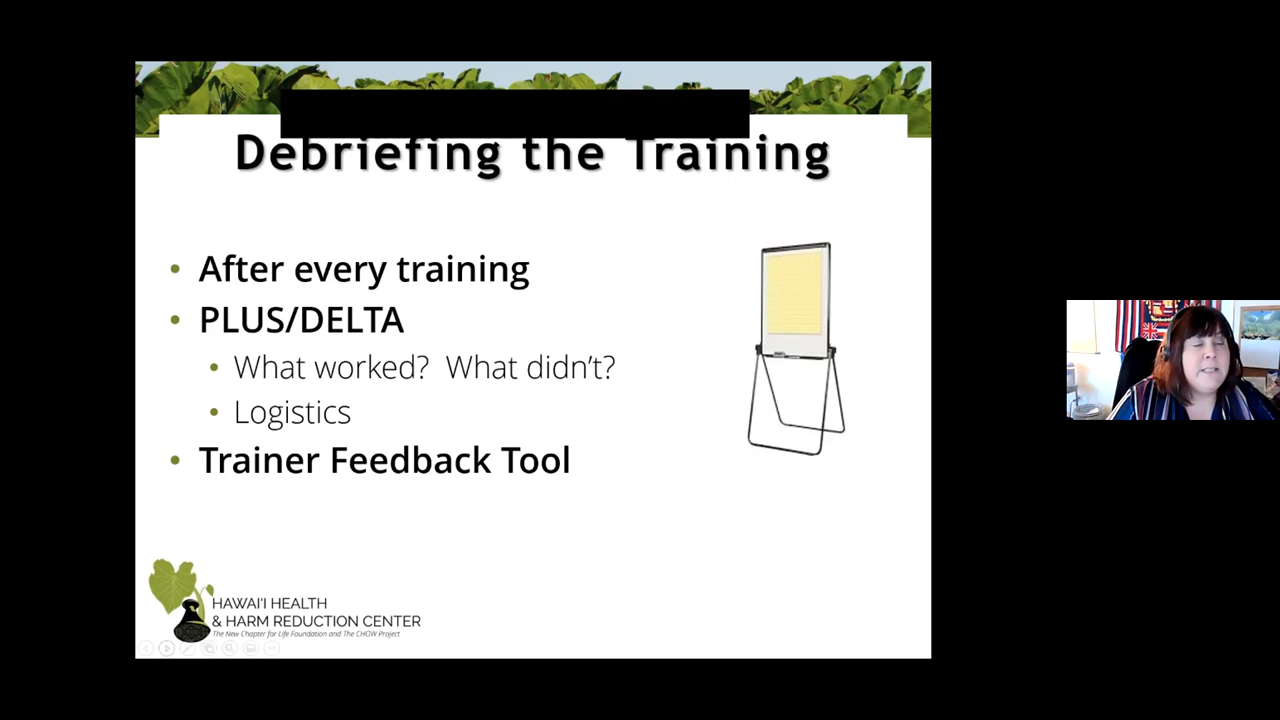 Debriefing the Training
• After every training
• PLUS/DELTA
• What worked?  What didn't?
• Logistics
• Trainer Feedback Tool
HAWAI'I HEALTH
& HARM REDUCTION CENTER
The New Chapter for Life Foundation and The CHOW Project